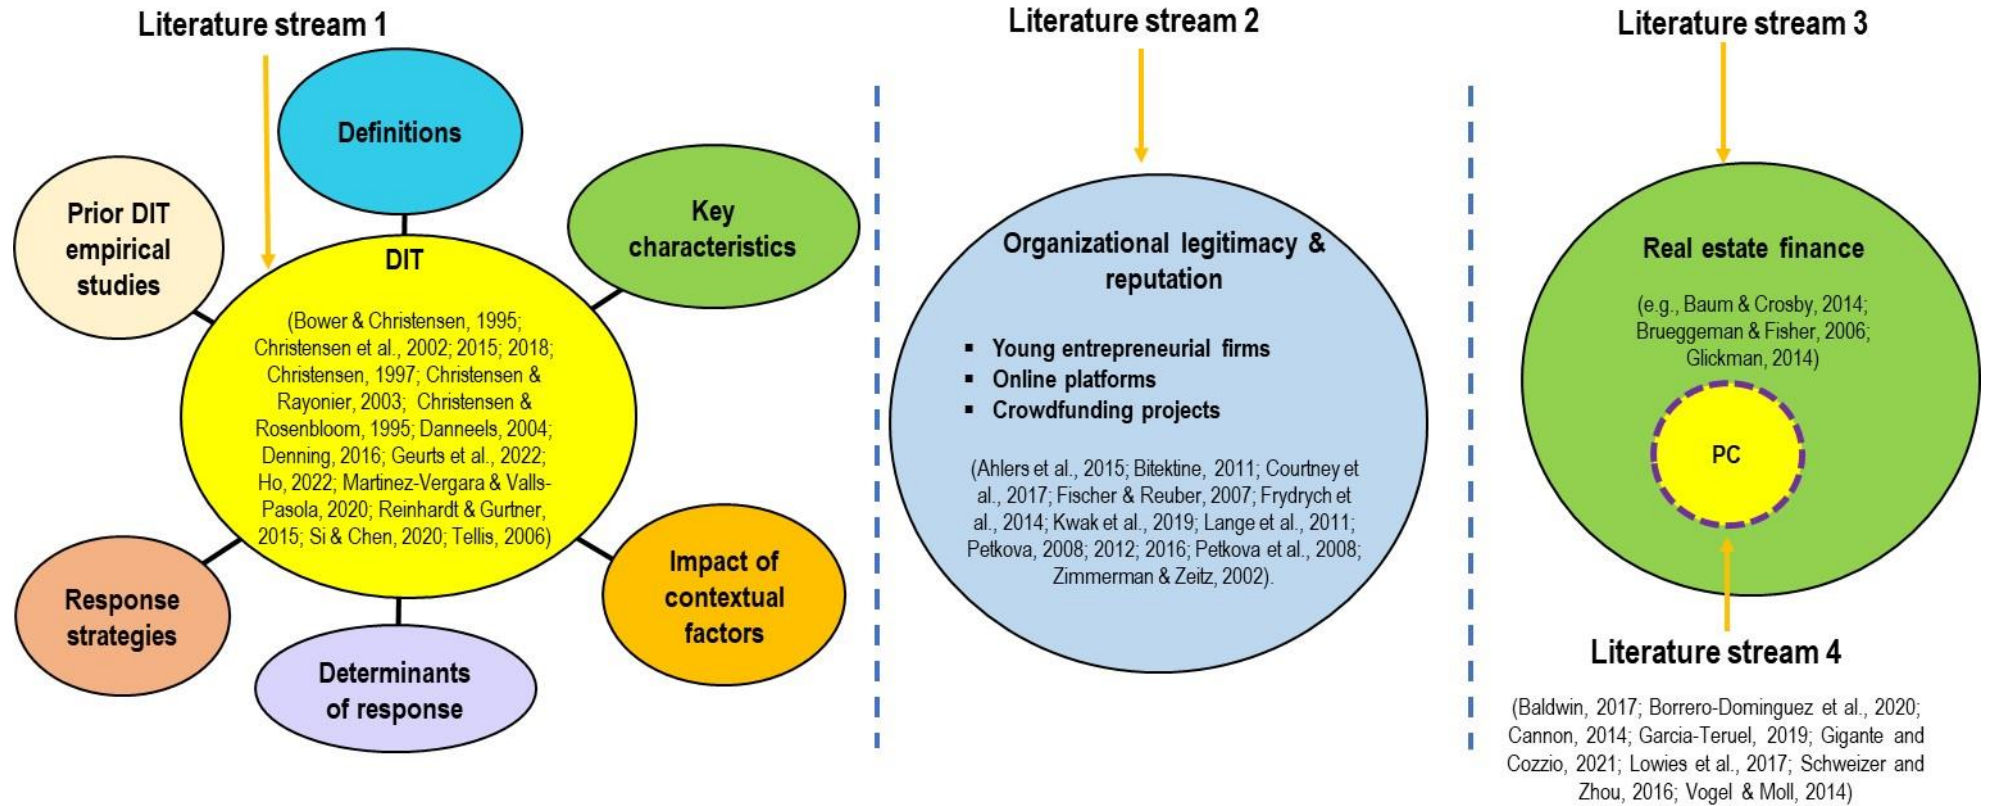 Literature stream 1
Definitions
Key
characteristics
Prior DIT
empirical
studies
DIT
(Bower & Christensen, 1995;
Christensen et al., 2002; 2015; 2018;
Christensen, 1997; Christensen &
Rayonier, 2003; Christensen &
Rosenbloom, 1995; Danneels, 2004;
Denning, 2016; Geurts et al., 2022;
Ho, 2022; Martinez-Vergara & Valls-
Pasola, 2020; Reinhardt & Gurtner,
2015; Si & Chen, 2020; Tellis, 2006)
Response
strategies
Determinants
of response
Impact of
contextual
factors
Literature stream 2
Organizational legitimacy &
reputation
▪ Young entrepreneurial firms
▪ Online platforms
▪ Crowdfunding projects
(Ahlers et al., 2015; Bitektine, 2011; Courtney et
al., 2017; Fischer & Reuber, 2007; Frydrych et
al., 2014; Kwak et al., 2019; Lange et al., 2011;
Petkova, 2008; 2012; 2016; Petkova et al., 2008;
Zimmerman & Zeitz, 2002).
Literature stream 3
Real estate finance
(e.g., Baum & Crosby, 2014;
Brueggeman & Fisher, 2006;
Glickman, 2014)
PC
Literature stream 4
(Baldwin, 2017; Borrero-Dominguez et al., 2020;
Cannon, 2014; Garcia-Teruel, 2019; Gigante and
Cozzio, 2021; Lowies et al., 2017; Schweizer and
Zhou, 2016; Vogel & Moll, 2014)